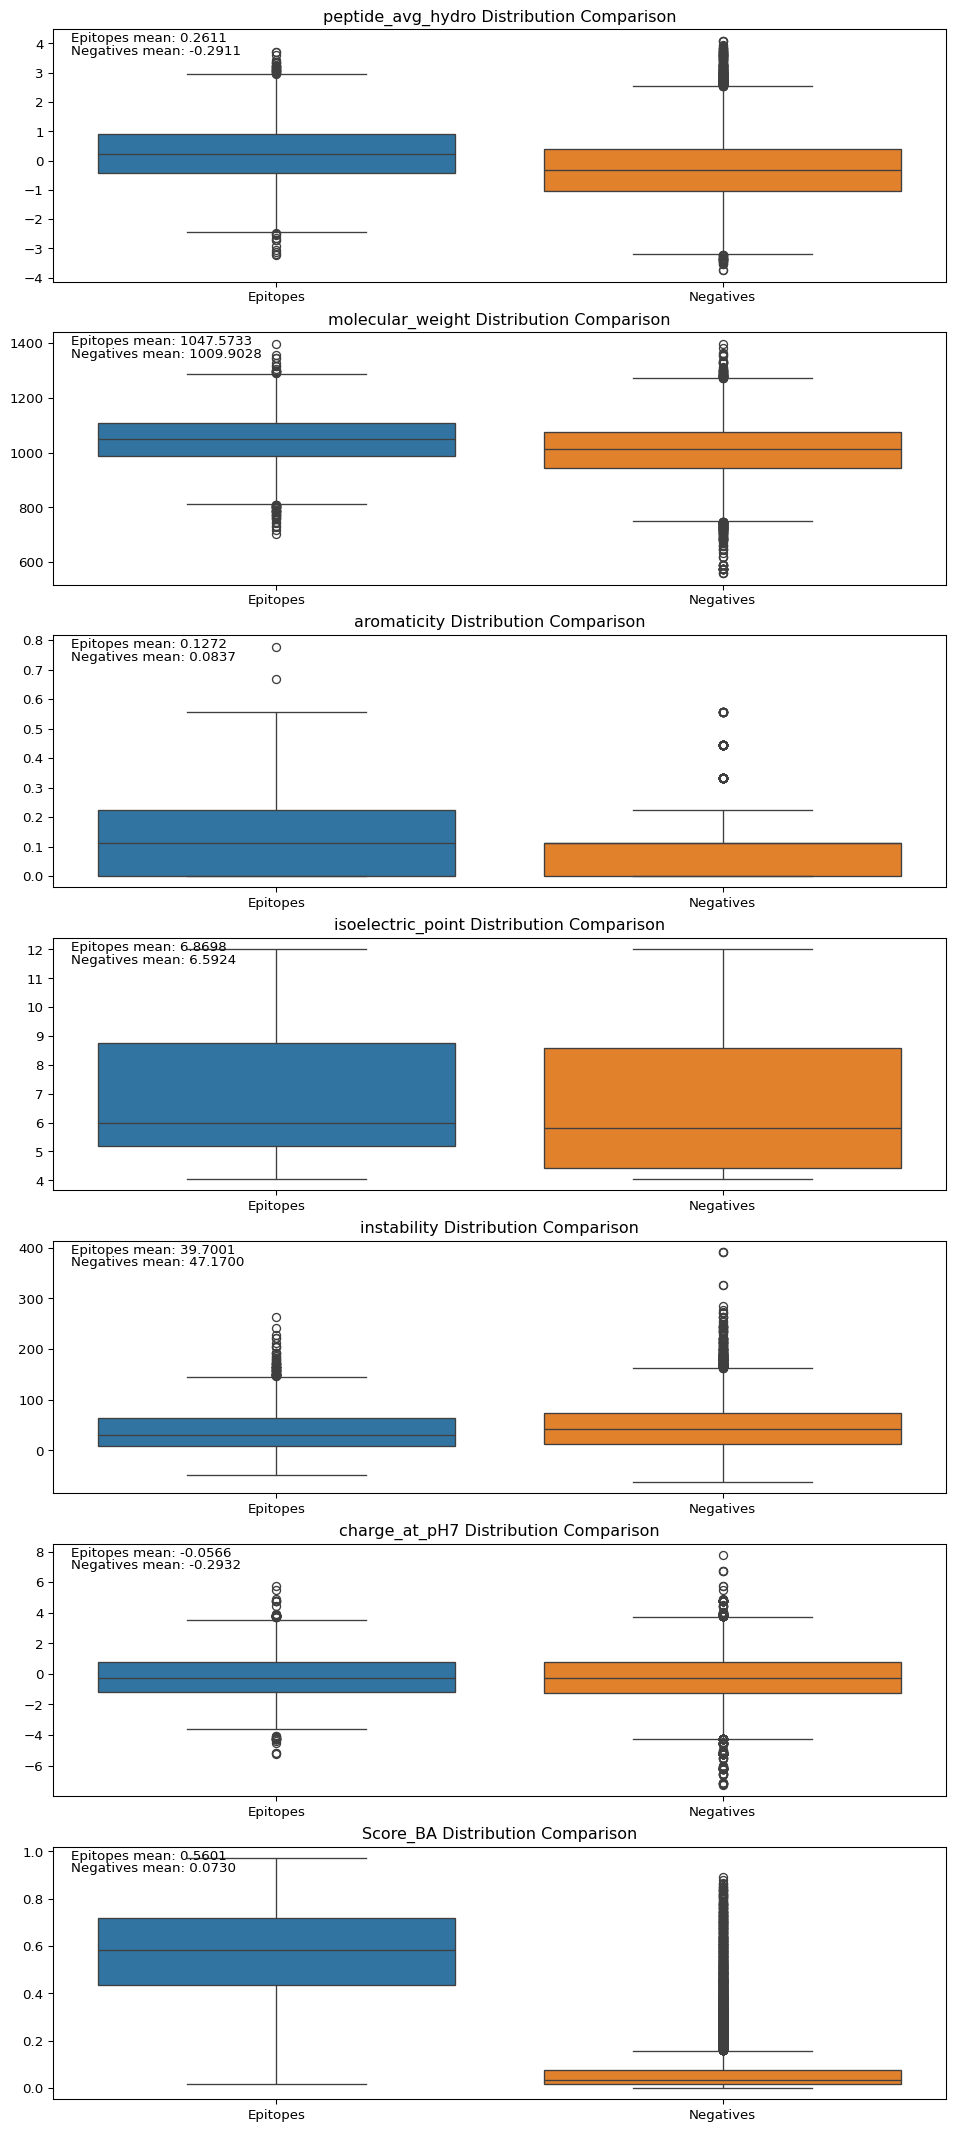 peptide_avg_hydro Distribution Comparison
Epitopes mean: 0.2611
Negatives mean: -0.2911
4
3
2
1
0
−1
−2
−3
−4
Epitopes Negatives
molecular_weight Distribution Comparison
Epitopes mean: 1047.5733
Negatives mean: 1009.9028
1400
1200
1000
800
600
Epitopes Negatives
aromaticity Distribution Comparison
Epitopes mean: 0.1272
Negatives mean: 0.0837
0.8
0.7
0.6
0.5
0.4
0.3
0.2
0.1
0.0
Epitopes Negatives
isoelectric_point Distribution Comparison
Epitopes mean: 6.8698
Negatives mean: 6.5924
12
11
10
9
8
7
6
5
4
Epitopes Negatives
instability Distribution Comparison
Epitopes mean: 39.7001
Negatives mean: 47.1700
400
300
200
100
0
Epitopes Negatives
charge_at_pH7 Distribution Comparison
Epitopes mean: -0.0566
Negatives mean: -0.2932
8
6
4
2
0
−2
−4
−6
Epitopes Negatives
Score_BA Distribution Comparison
Epitopes mean: 0.5601
Negatives mean: 0.0730
1.0
0.8
0.6
0.4
0.2
0.0
Epitopes Negatives